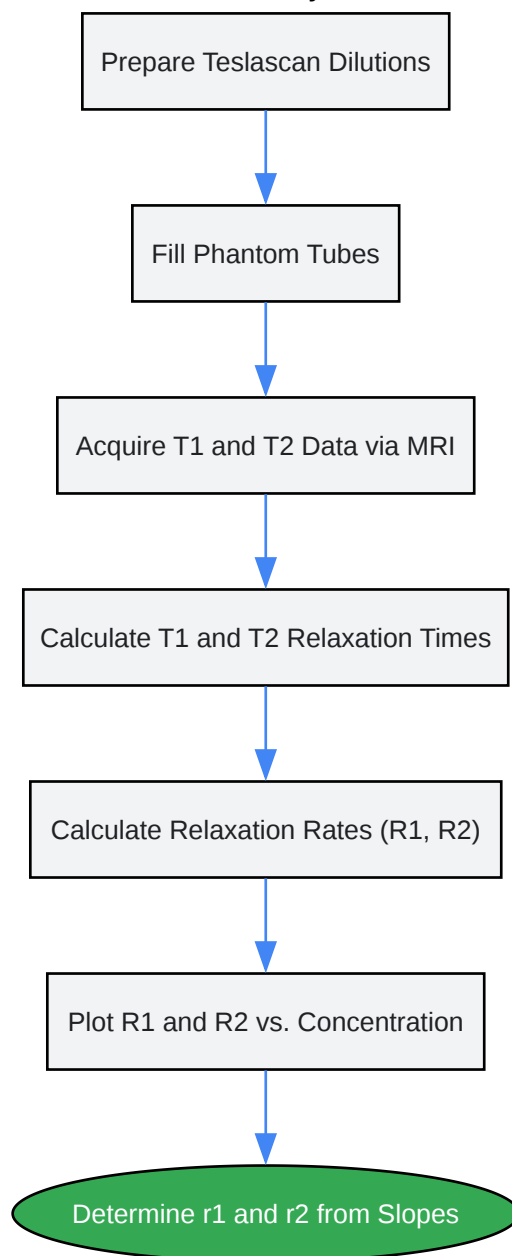 Prepare Teslascan Dilutions
Fill Phantom Tubes
Acquire T1 and T2 Data via MRI
Calculate T1 and T2 Relaxation Times
Calculate Relaxation Rates (R1, R2)
Plot R1 and R2 vs. Concentration
Determine r1 and r2 from Slopes